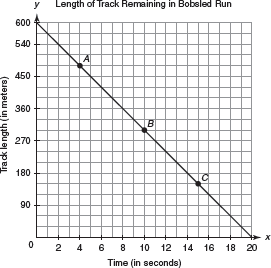 y
Length of Track Remaining in Bobsled Run
600
540
450
360
270
180
90
0
Track length (in meters)
A
B
C
x
2 4 6 8 10 12 14 16 18 20
Time (in seconds)